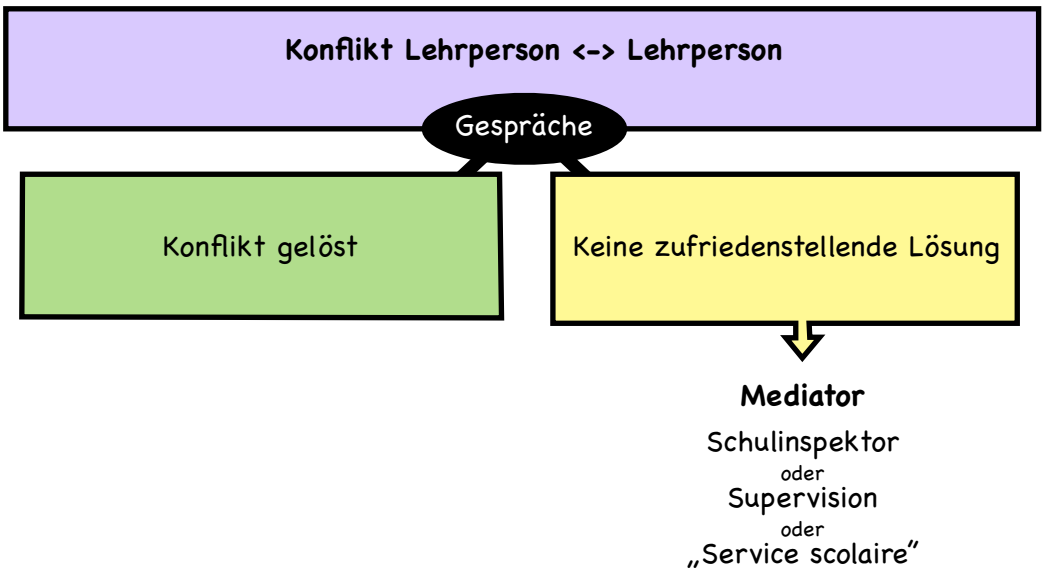 Konflikt Lehrperson <-> Lehrperson
Gespräche
Konflikt gelöst
Keine zufriedenstellende Lösung
Mediator
Schulinspektor
oder
Supervision
oder
„Service scolaire”